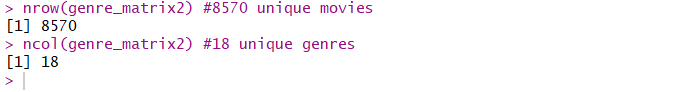 > nrow(genre_matrix2) #8570 unique movies
[1] 8570
> ncol(genre_matrix2) #18 unique genres
[1] 18
>